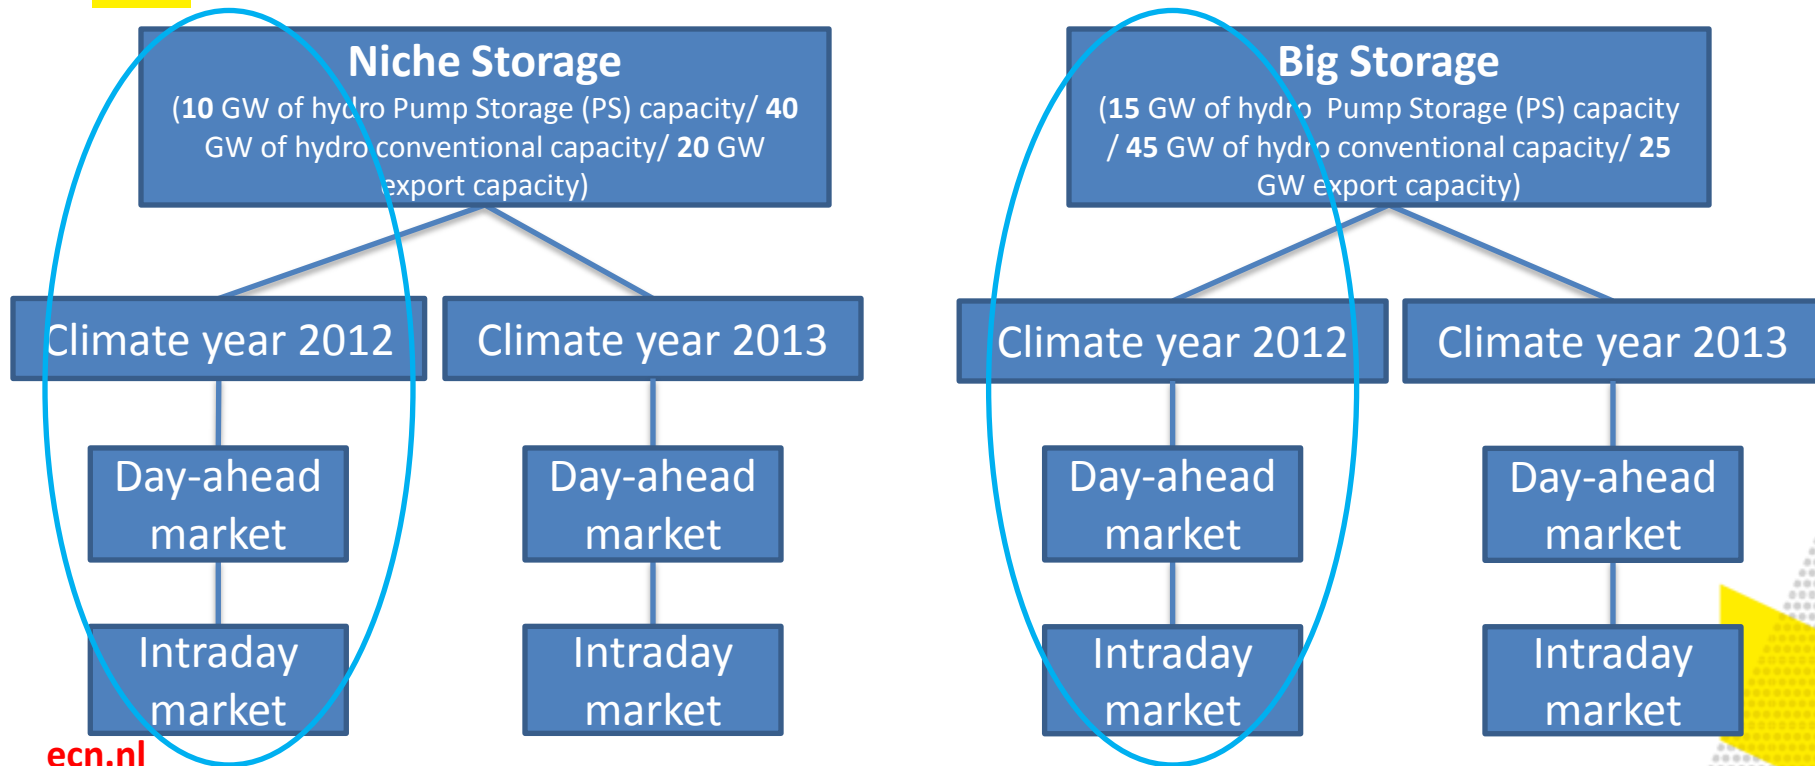 Niche Storage
(10 GW of hydro Pump Storage (PS) capacity/ 40
GW of hydro conventional capacity/ 20 GW
export capacity)
Climate year 2012
Climate year 2013
Day-ahead
market
Day-ahead
market
Intraday
market
Intraday
market
Big Storage
(15 GW of hydro Pump Storage (PS) capacity
/ 45 GW of hydro conventional capacity/ 25
GW export capacity)
Climate year 2012
Climate year 2013
Day-ahead
market
Day-ahead
market
Intraday
market
Intraday
market
ecn.nl